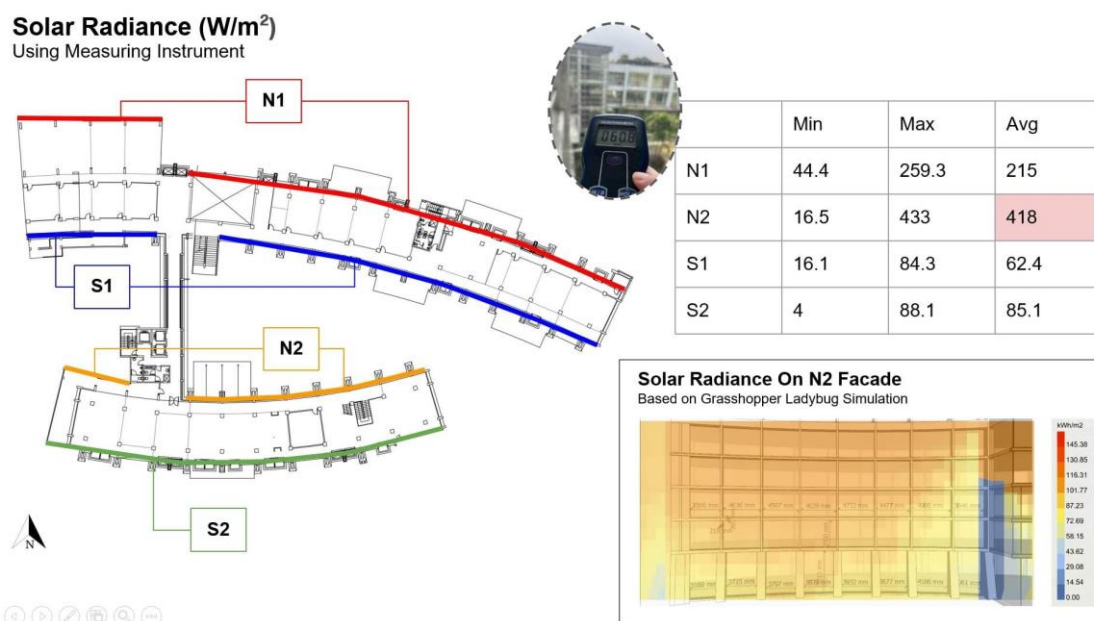 Solar Radiance (W/m²)
Using Measuring Instrument
N1
S1
N2
S2
N
0608
Min Max Avg
N1 44.4 259.3 215
N2 16.5 433 418
S1 16.1 84.3 62.4
S2 4 88.1 85.1
Solar Radiance On N2 Facade
Based on Grasshopper Ladybug Simulation
kWh/m2
145.38
130.85
116.31
101.77
87.23
72.69
58.15
43.62
29.08
14.54
0.00